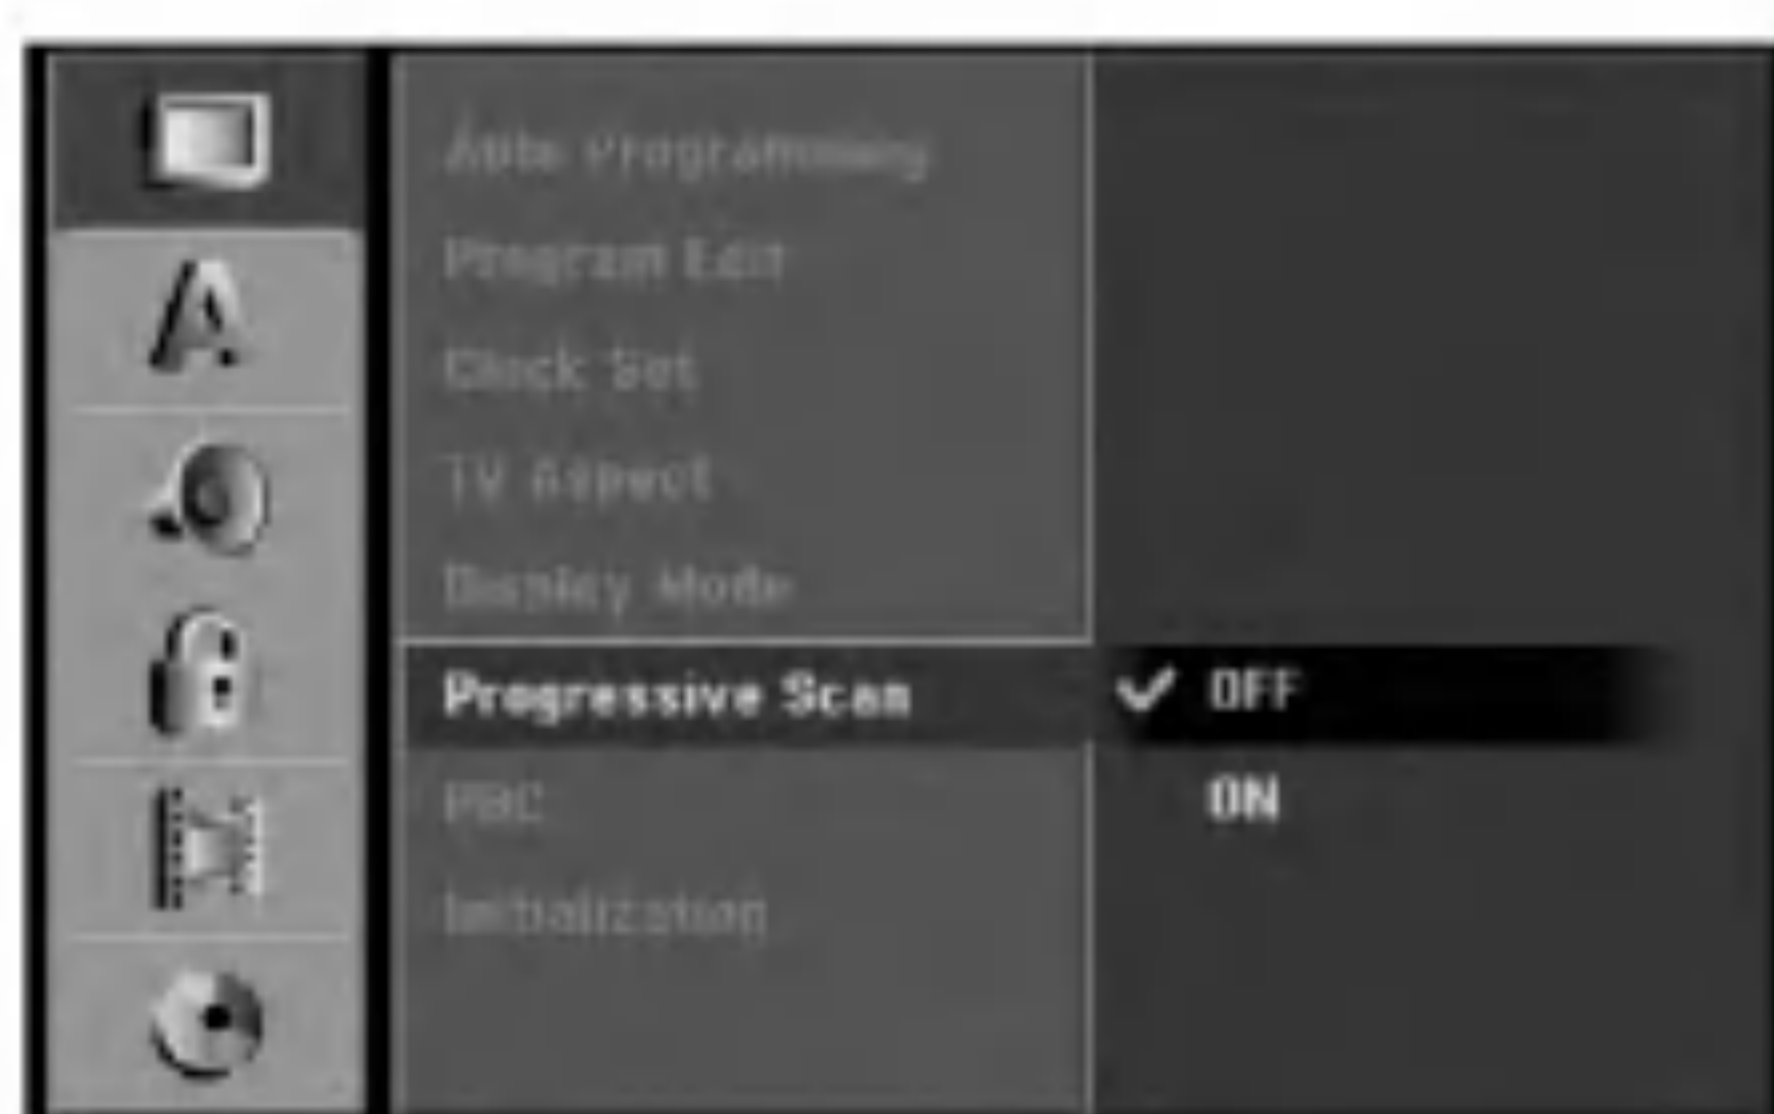 A
Auto Programming
Program Edit
Clock Set
TV Aspect
Display Mode
Progressive Scan ✓ OFF
ON
PBC
Initialization